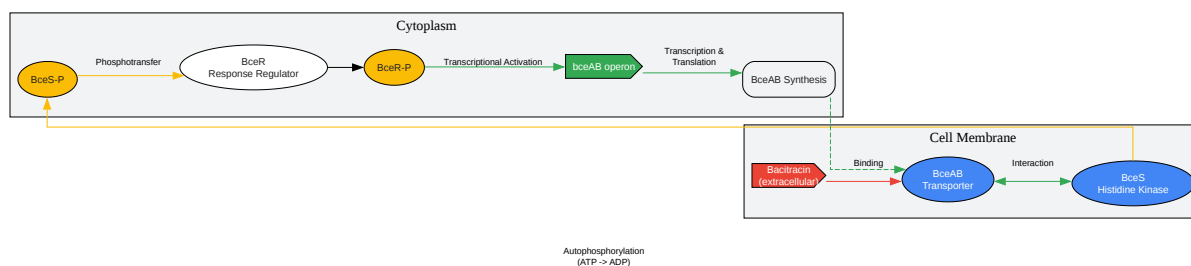 Cytoplasm
BceS-P
Phosphotransfer
BceR
Response Regulator
BceR-P
Transcriptional Activation
bceAB operon
Transcription &
Translation
BceAB Synthesis
Cell Membrane
Bacitracin
(extracellular)
Binding
BceAB
Transporter
Interaction
BceS
Histidine Kinase
Autophosphorylation
(ATP -> ADP)